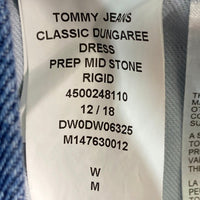 TOMMY JEANS
CLASSIC DUNGAREE
DRESS
PREP MID STONE
RIGID
4500248110
12 / 18
DW0DW06325
M147630012
W
M